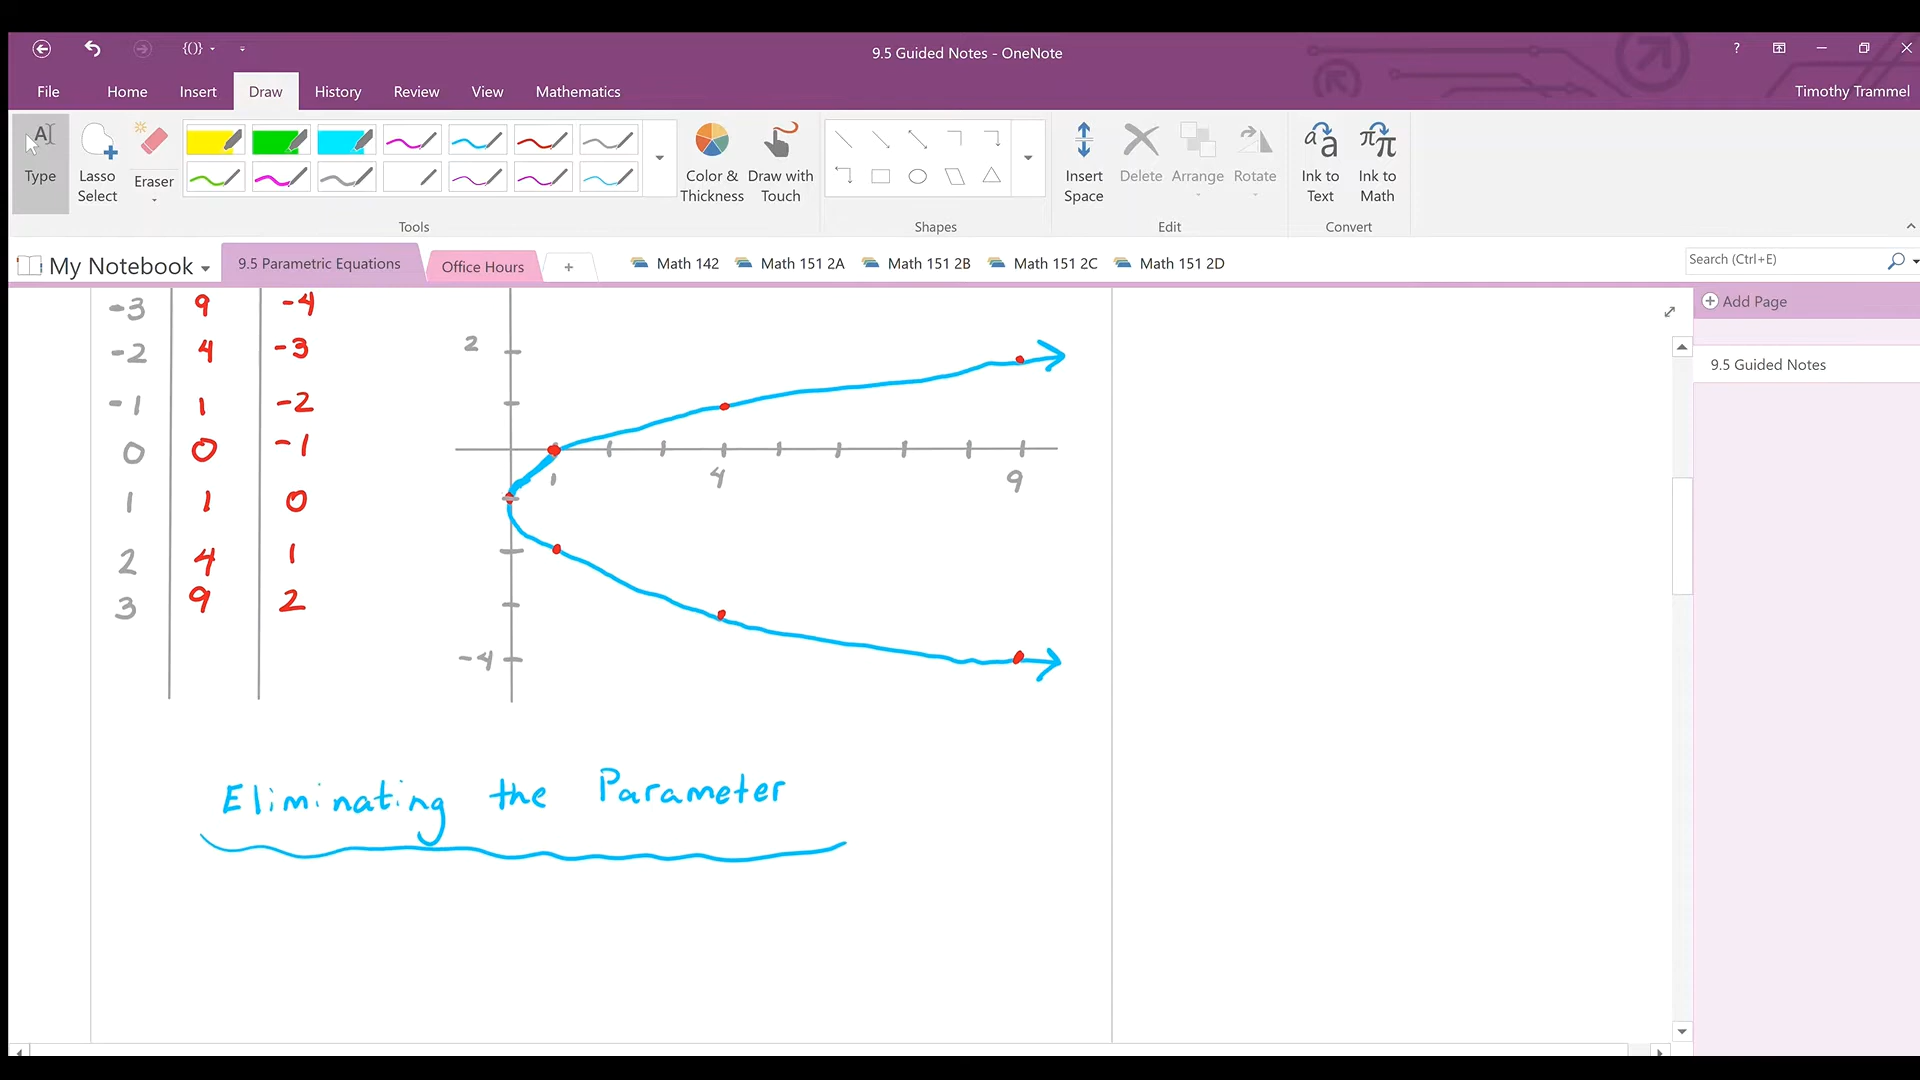 {()}
9.5 Guided Notes - OneNote
?
File Home Insert Draw History Review View Mathematics
Timothy Trammel
Type
Lasso Select
Eraser
Color & Thickness
Draw with Touch
Insert Space
Delete
Arrange
Rotate
Ink to Text
Ink to Math
Tools
Shapes
Edit
Convert
My Notebook
9.5 Parametric Equations
Office Hours
+
Math 142
Math 151 2A
Math 151 2B
Math 151 2C
Math 151 2D
Search (Ctrl+E)
Add Page
9.5 Guided Notes
-3 9 -4
-2 4 -3
-1 1 -2
0 0 -1
1 1 0
2 4 1
3 9 2
2
1 4 9
-4
Eliminating the Parameter